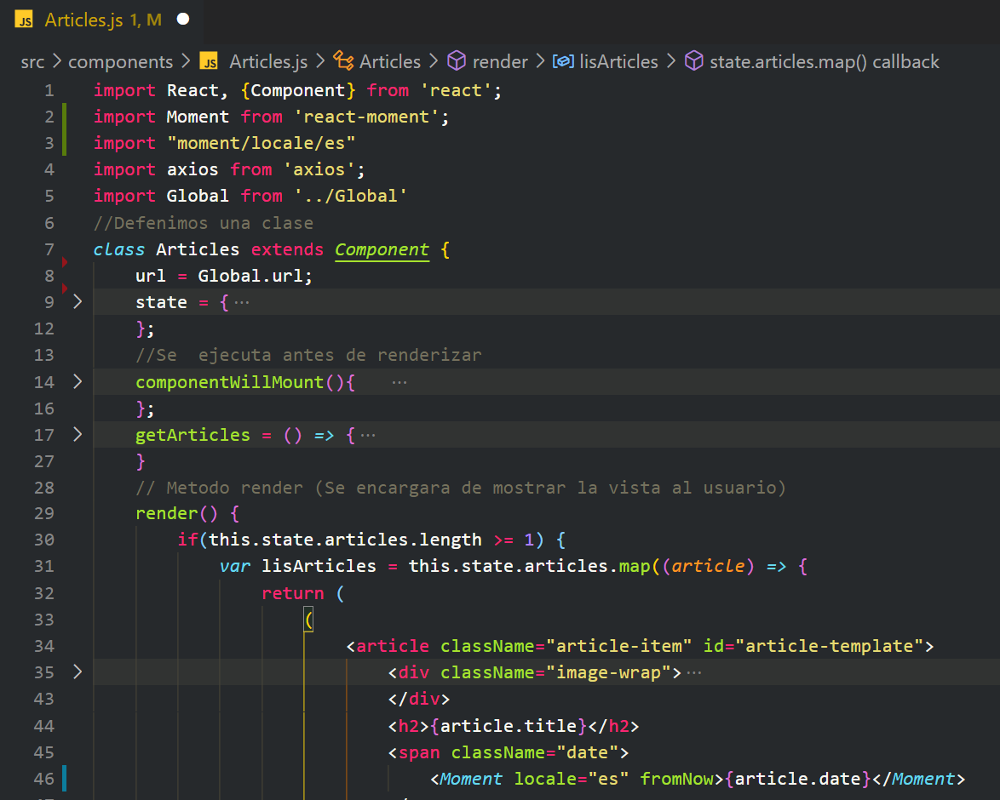 JS Articles.js 1, M
src > components > JS Articles.js > Articles > render > lisArticles > state.articles.map() callback
1 import React, {Component} from 'react';
2 import Moment from 'react-moment';
3 import "moment/locale/es"
4 import axios from 'axios';
5 import Global from '../Global'
6 //Defenimos una clase
7 class Articles extends Component {
8 url = Global.url;
9 state = { ···
12 };
13 //Se  ejecuta antes de renderizar
14 componentWillMount(){ ···
16 };
17 getArticles = () => { ···
27 }
28 // Metodo render (Se encargara de mostrar la vista al usuario)
29 render() {
30 if(this.state.articles.length >= 1) {
31 var lisArticles = this.state.articles.map((article) => {
32 return (
33 (
34 <article className="article-item" id="article-template">
35 <div className="image-wrap"> ···
43 </div>
44 <h2>{article.title}</h2>
45 <span className="date">
46 <Moment locale="es" fromNow>{article.date}</Moment>